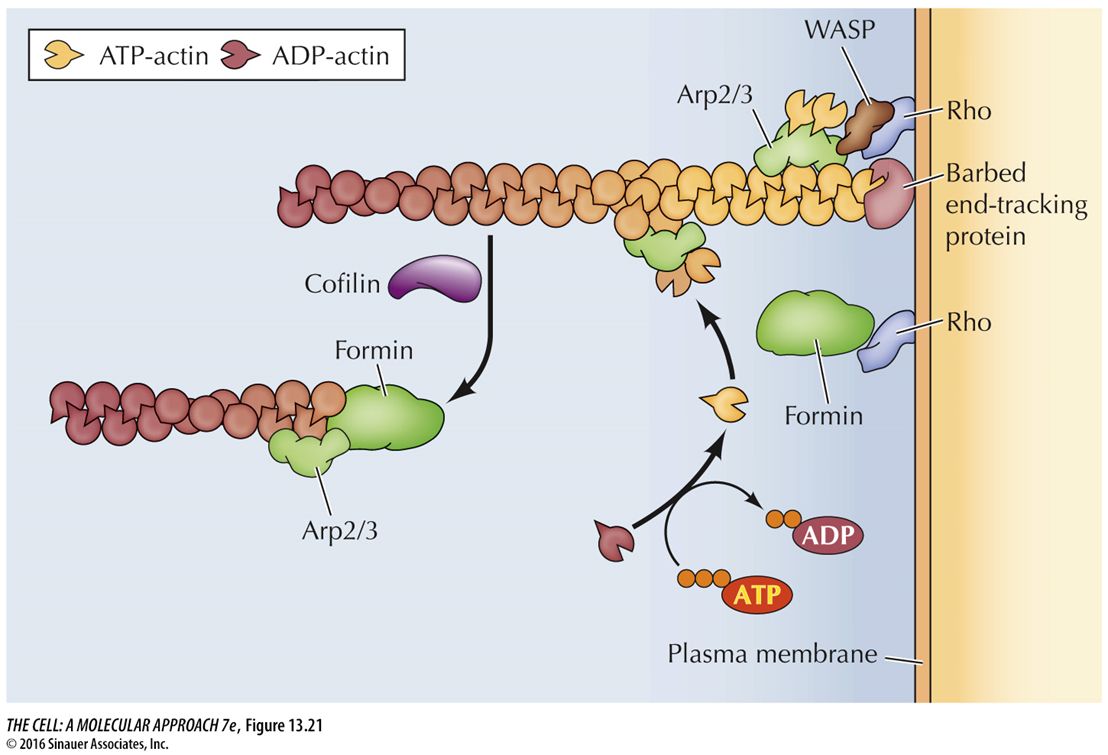 ATP-actin
ADP-actin
WASP
Arp2/3
Rho
Barbed
end-tracking
protein
Cofilin
Rho
Formin
Formin
Arp2/3
ADP
ATP
Plasma membrane
THE CELL: A MOLECULAR APPROACH 7e, Figure 13.21
© 2016 Sinauer Associates, Inc.